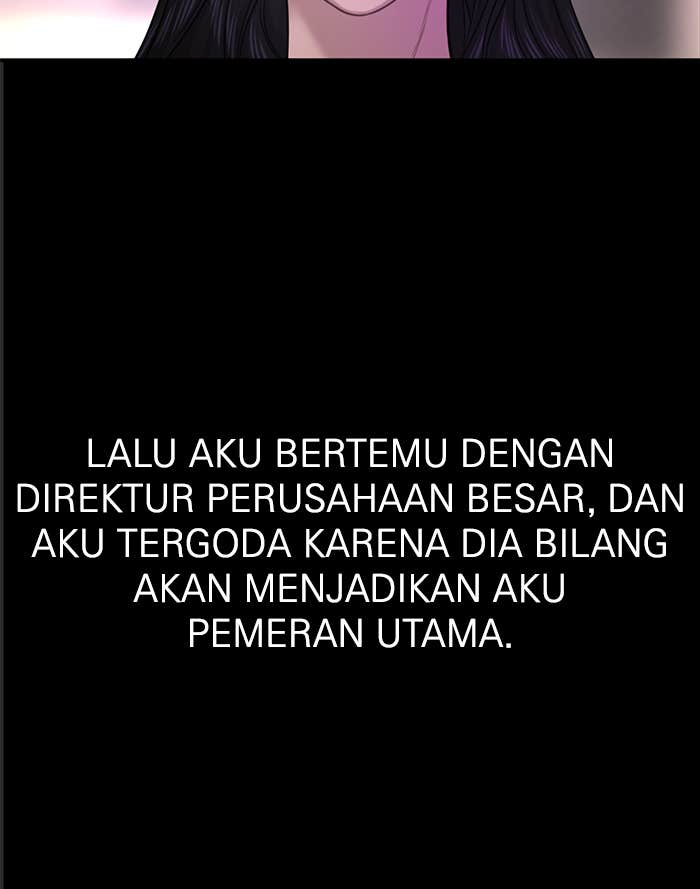 LALU AKU BERTEMU DENGAN
DIREKTUR PERUSAHAAN BESAR, DAN
AKU TERGODA KARENA DIA BILANG
AKAN MENJADIKAN AKU
PEMERAN UTAMA.